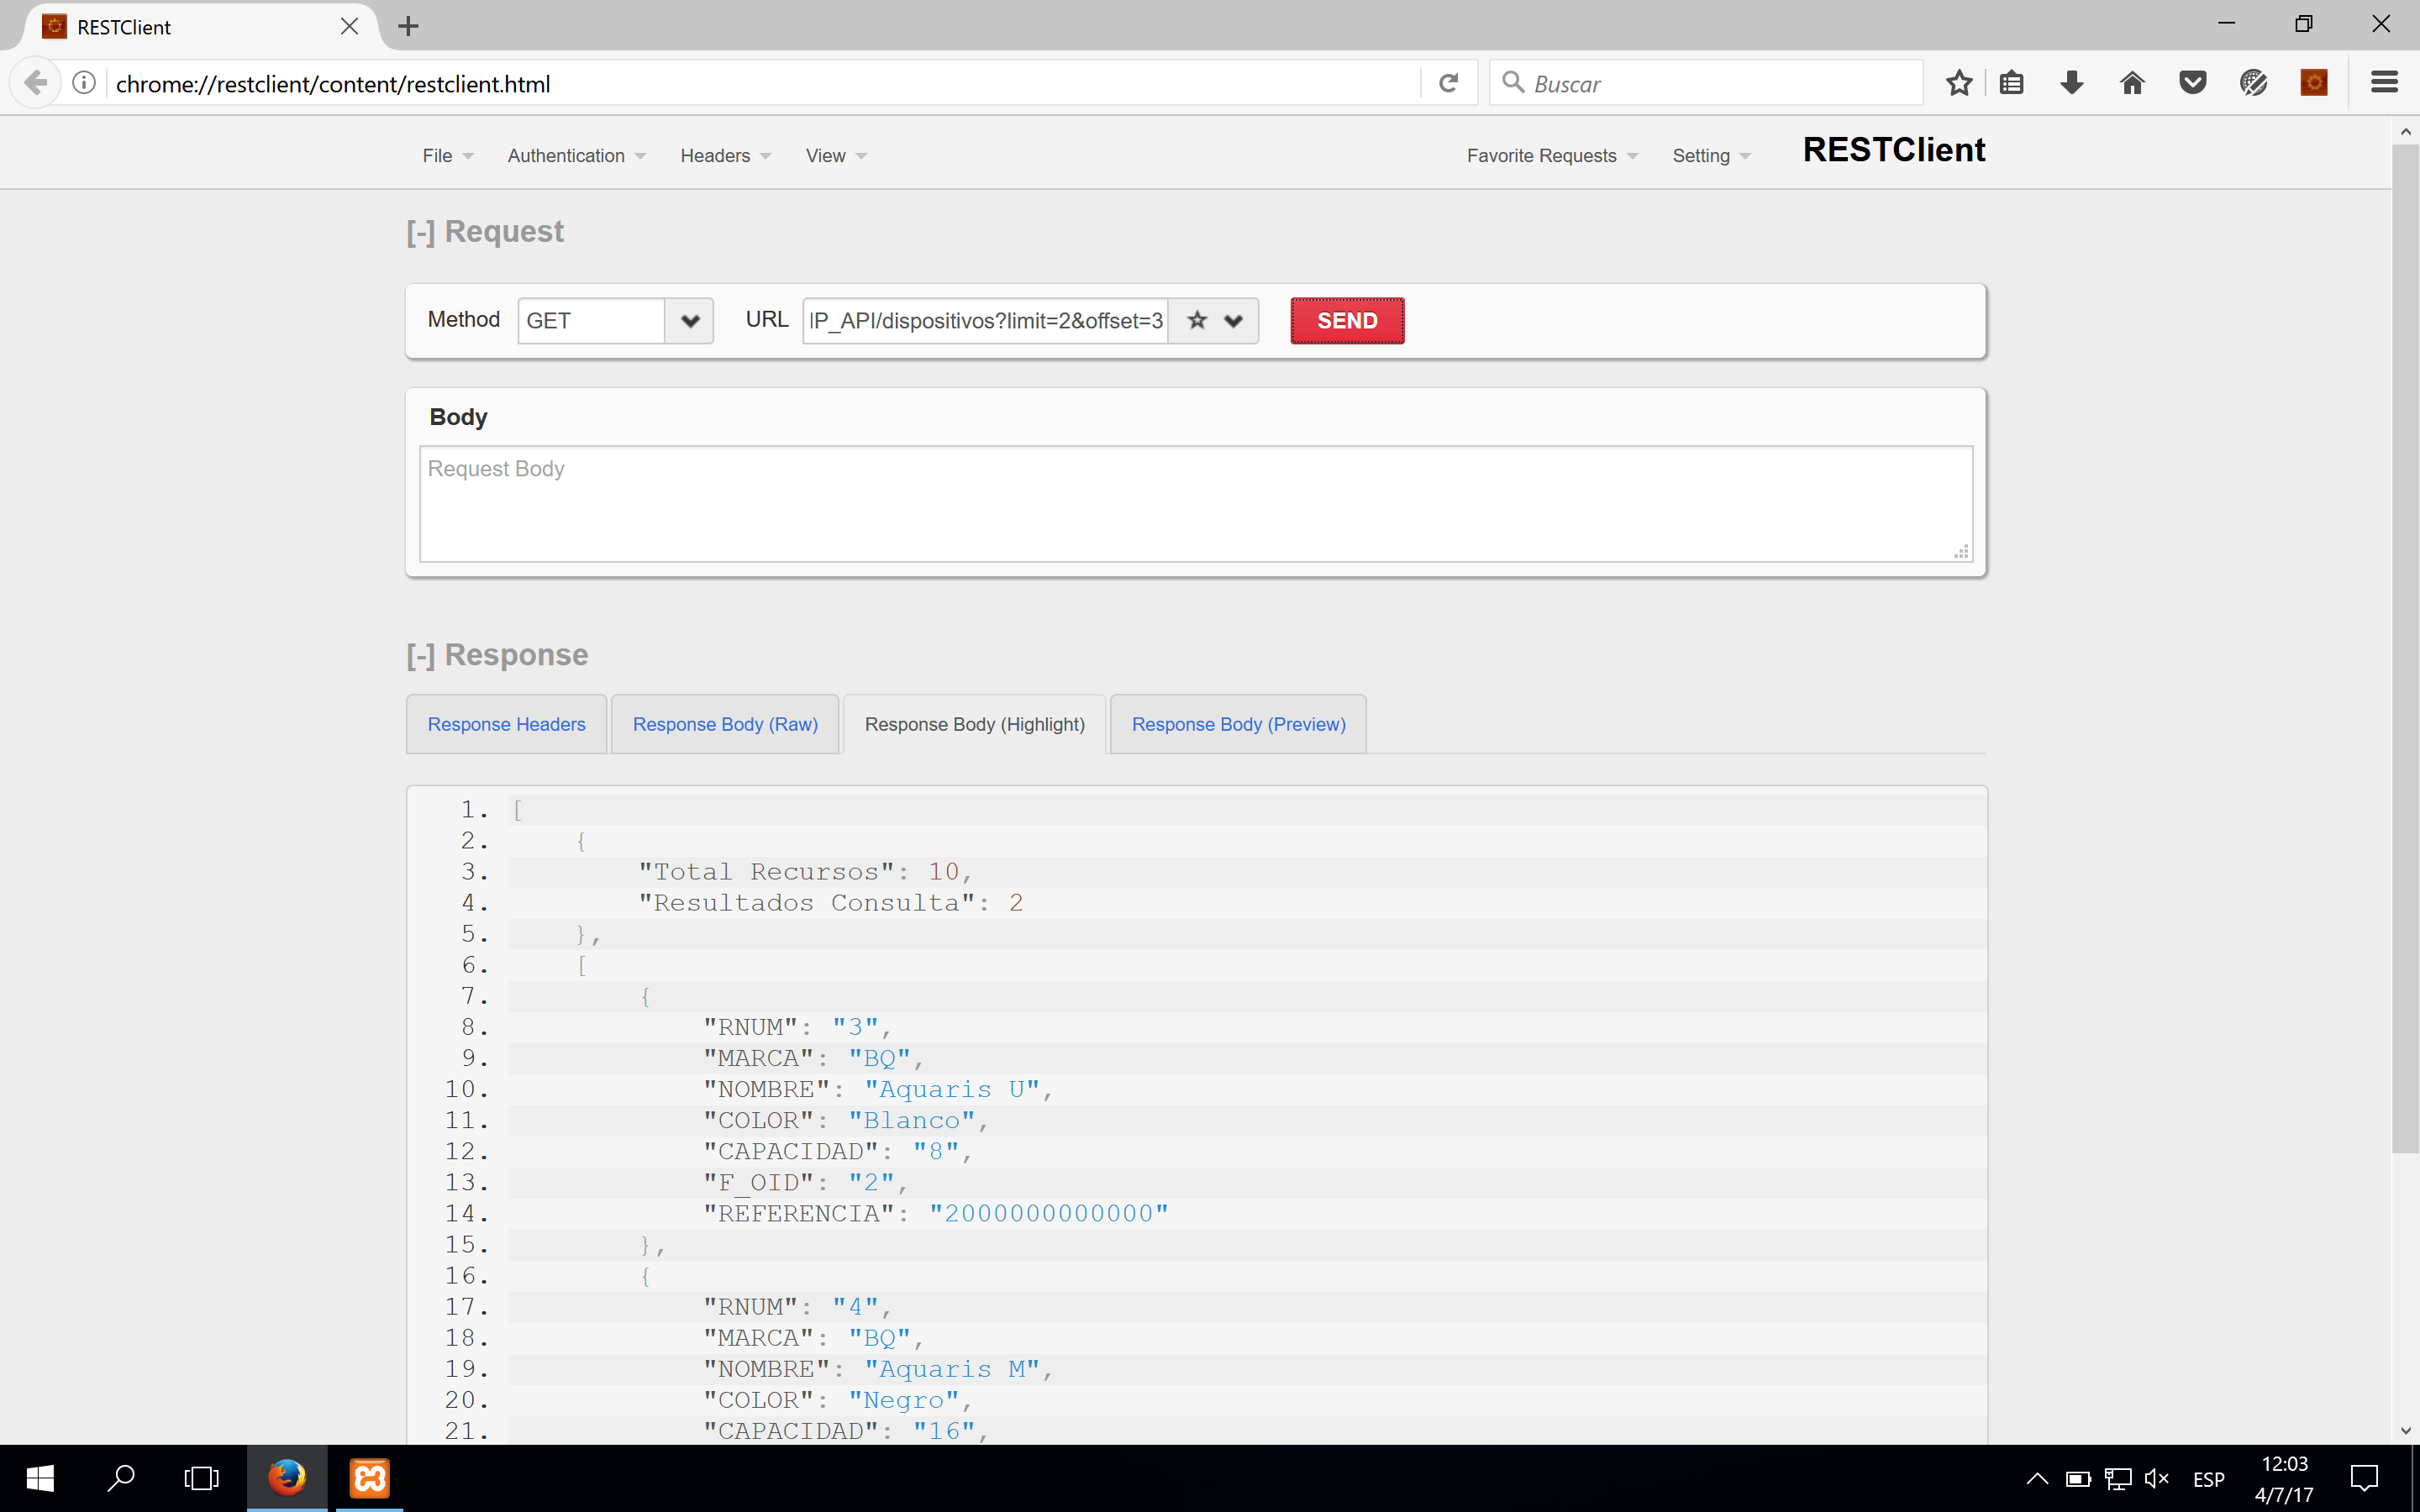 RESTClient
chrome://restclient/content/restclient.html
Buscar
File Authentication Headers View Favorite Requests Setting RESTClient
[-] Request
Method GET URL IP_API/dispositivos?limit=2&offset=3 SEND
Body
Request Body
[-] Response
Response Headers Response Body (Raw) Response Body (Highlight) Response Body (Preview)
1. [
2. {
3. "Total Recursos": 10,
4. "Resultados Consulta": 2
5. },
6. [
7. {
8. "RNUM": "3",
9. "MARCA": "BQ",
10. "NOMBRE": "Aquaris U",
11. "COLOR": "Blanco",
12. "CAPACIDAD": "8",
13. "F_OID": "2",
14. "REFERENCIA": "2000000000000"
15. },
16. {
17. "RNUM": "4",
18. "MARCA": "BQ",
19. "NOMBRE": "Aquaris M",
20. "COLOR": "Negro",
21. "CAPACIDAD": "16",
ESP
12:03
4/7/17